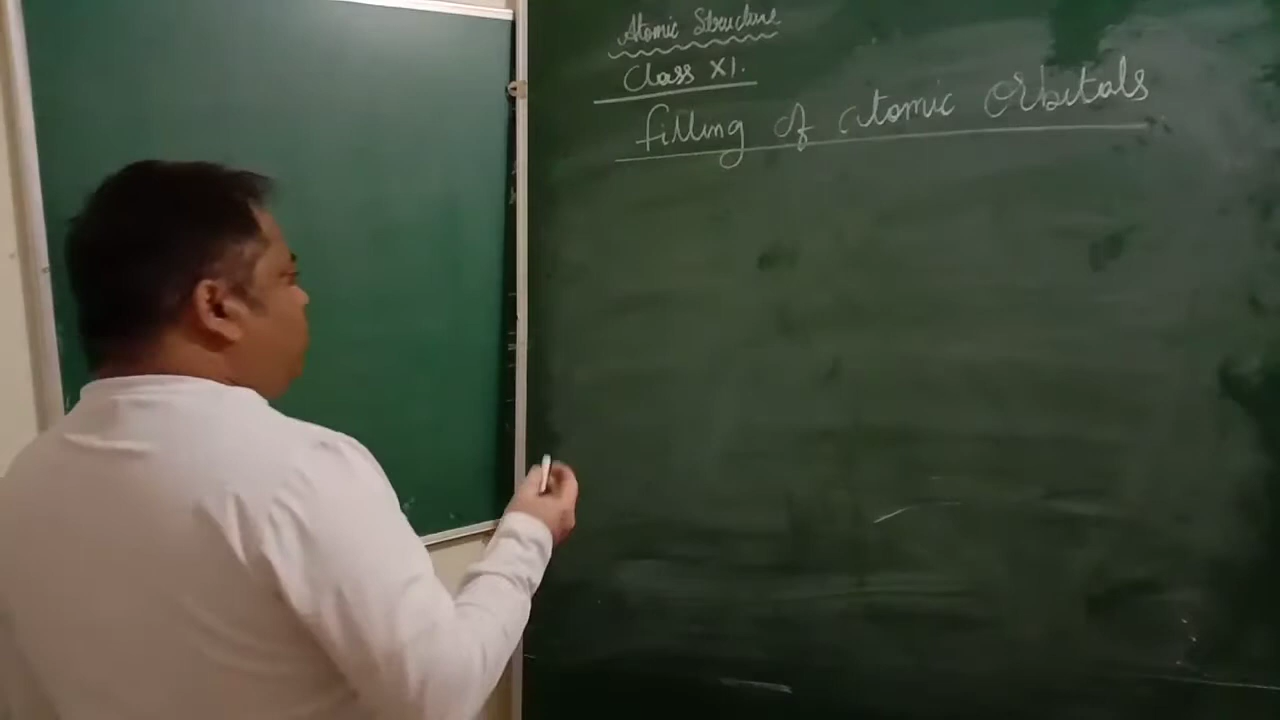 Atomic Structure
Class XI.
filling of atomic orbitals